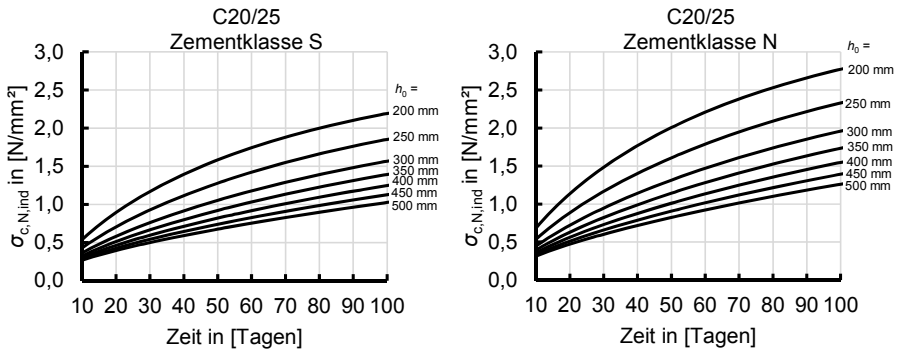 C20/25
Zementklasse S
3,0
2,5
2,0
1,5
1,0
0,5
0,0
σc,N,ind in [N/mm²]
h₀ =
200 mm
250 mm
300 mm
350 mm
400 mm
450 mm
500 mm
10 20 30 40 50 60 70 80 90 100
Zeit in [Tagen]
C20/25
Zementklasse N
3,0
2,5
2,0
1,5
1,0
0,5
0,0
σc,N,ind in [N/mm²]
h₀ =
200 mm
250 mm
300 mm
350 mm
400 mm
450 mm
500 mm
10 20 30 40 50 60 70 80 90 100
Zeit in [Tagen]